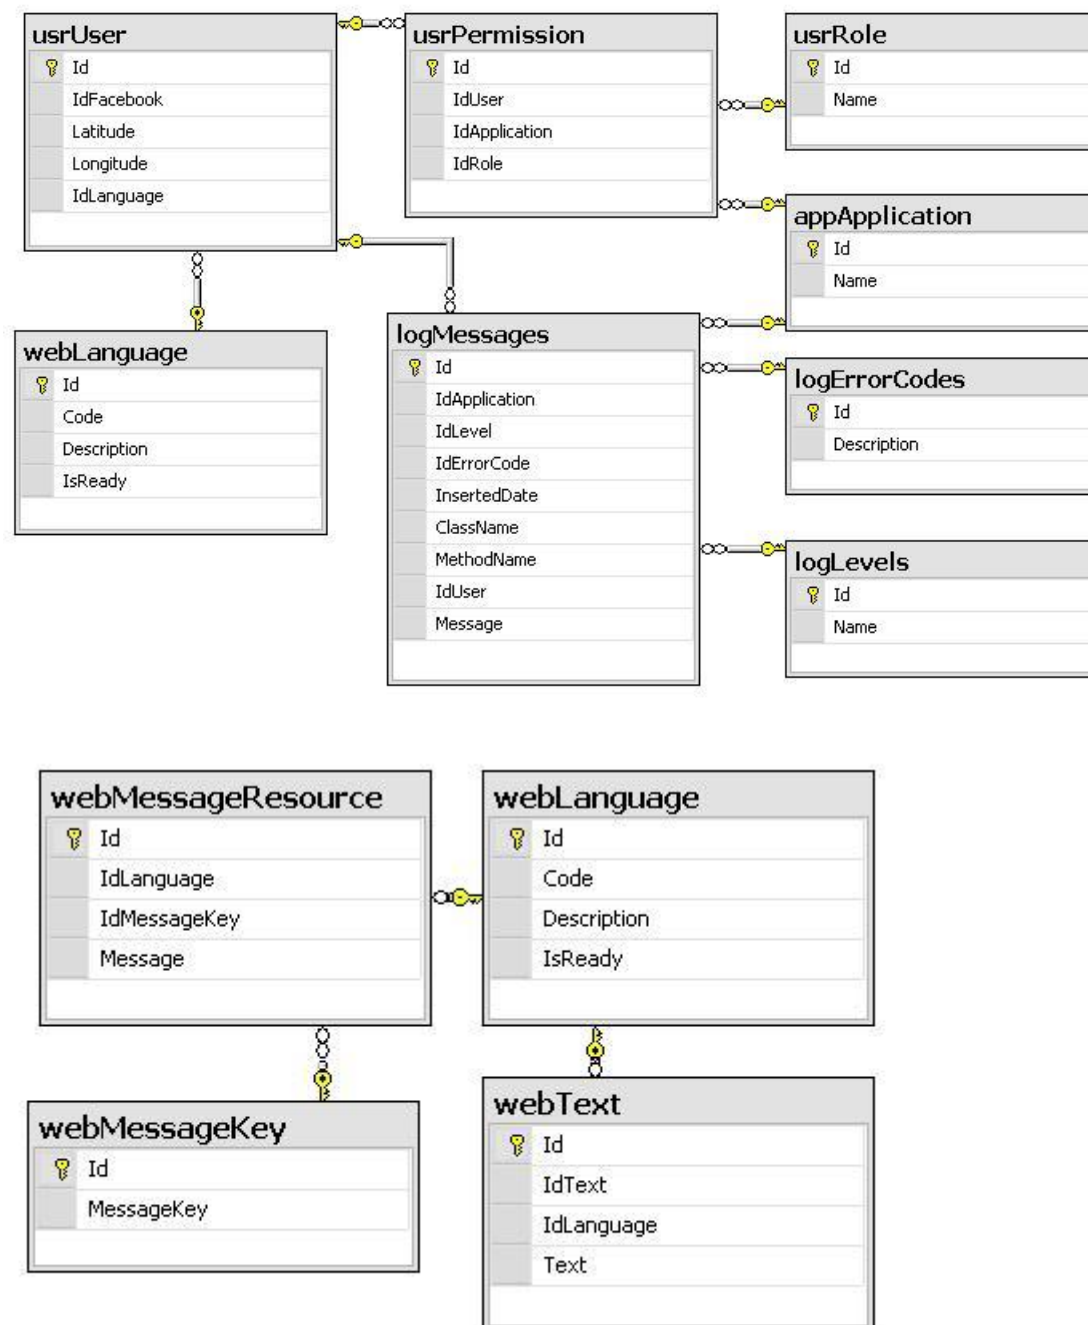 usrUser
Id
IdFacebook
Latitude
Longitude
IdLanguage
usrPermission
Id
IdUser
IdApplication
IdRole
usrRole
Id
Name
appApplication
Id
Name
webLanguage
Id
Code
Description
IsReady
logMessages
Id
IdApplication
IdLevel
IdErrorCode
InsertedDate
ClassName
MethodName
IdUser
Message
logErrorCodes
Id
Description
logLevels
Id
Name
webMessageResource
Id
IdLanguage
IdMessageKey
Message
webLanguage
Id
Code
Description
IsReady
webMessageKey
Id
MessageKey
webText
Id
IdText
IdLanguage
Text